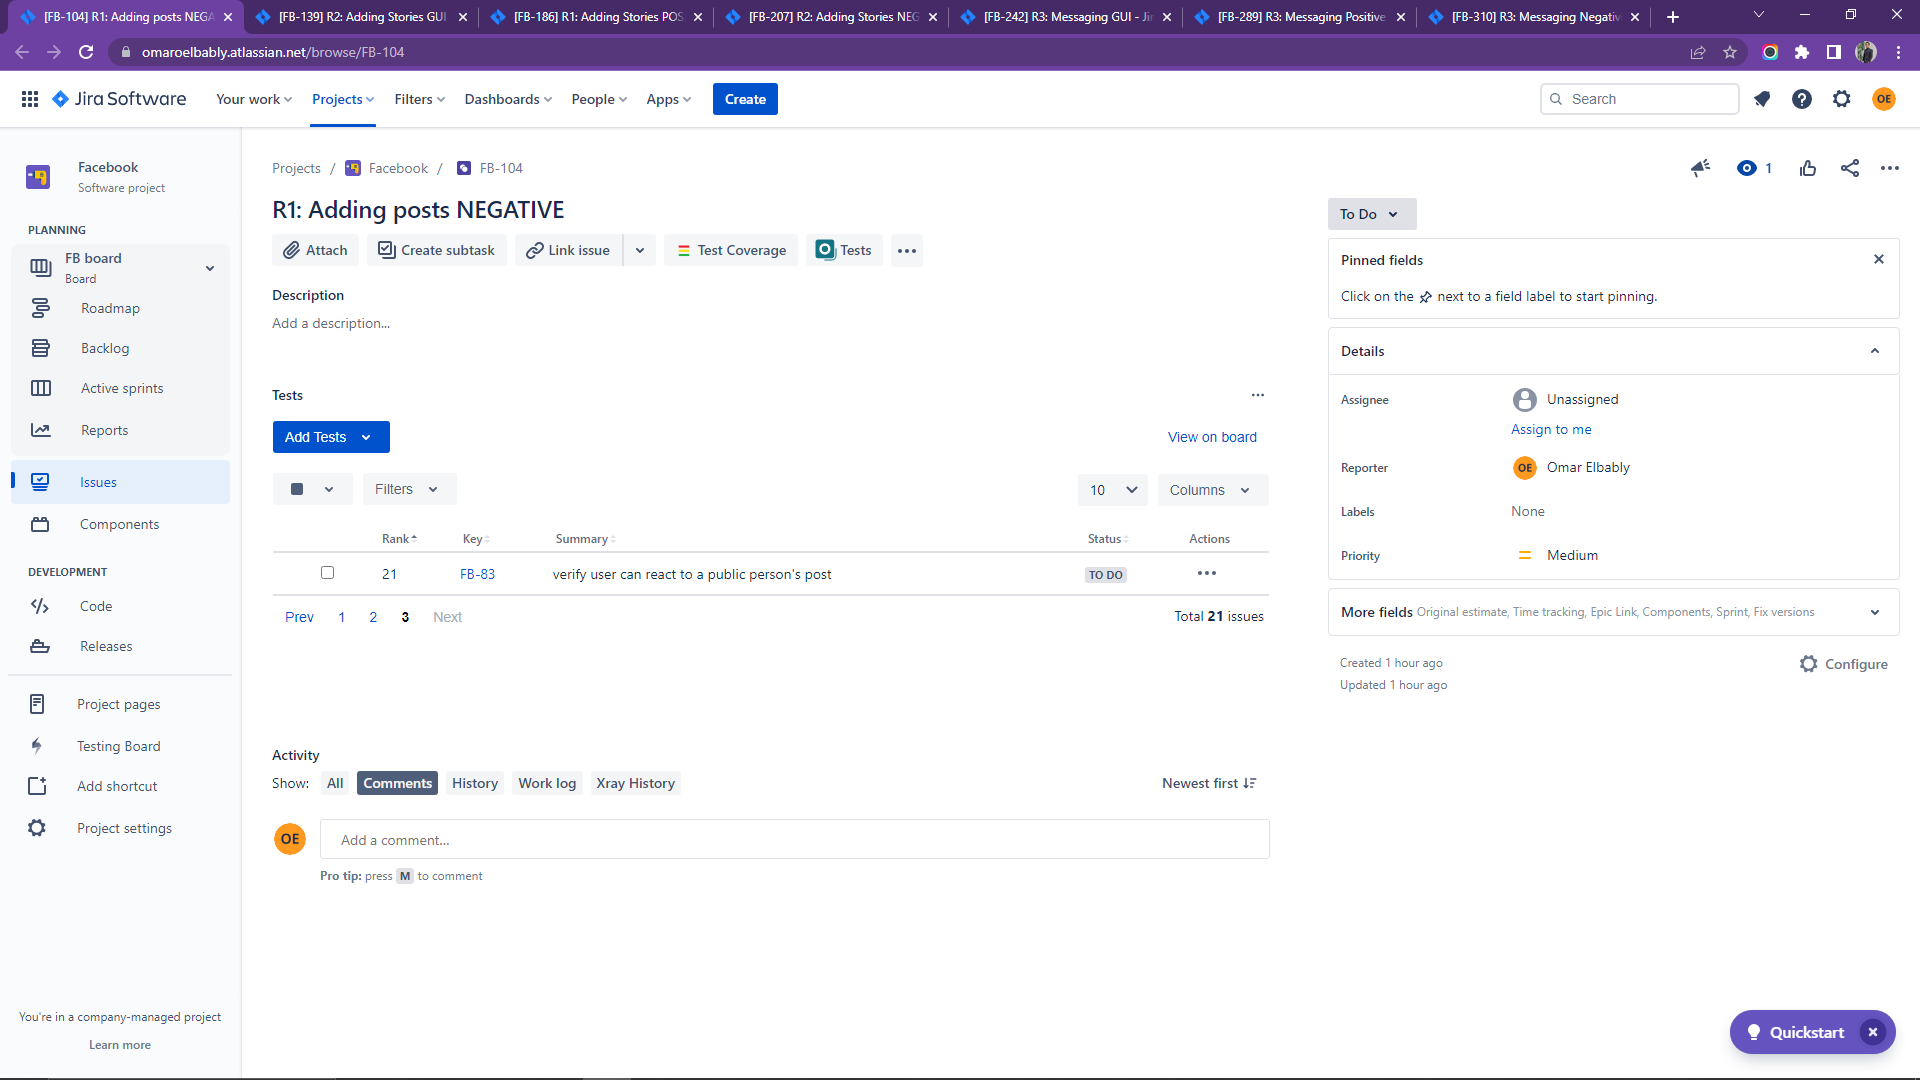 [FB-104] R1: Adding posts NEGA
[FB-139] R2: Adding Stories GUI
[FB-186] R1: Adding Stories POS
[FB-207] R2: Adding Stories NEG
[FB-242] R3: Messaging GUI - Jir
[FB-289] R3: Messaging Positive
[FB-310] R3: Messaging Negativ
omaroelbably.atlassian.net/browse/FB-104
Jira Software
Your work
Projects
Filters
Dashboards
People
Apps
Create
Search
OE
Facebook
Software project
PLANNING
FB board
Board
Roadmap
Backlog
Active sprints
Reports
Issues
Components
DEVELOPMENT
Code
Releases
Project pages
Testing Board
Add shortcut
Project settings
You're in a company-managed project
Learn more
Projects / Facebook / FB-104
1
R1: Adding posts NEGATIVE
Attach
Create subtask
Link issue
Test Coverage
Tests
Description
Add a description...
Tests
Add Tests
View on board
Filters
10
Columns
Rank Key Summary Status Actions
21 FB-83 verify user can react to a public person's post TO DO
Prev 1 2 3 Next
Total 21 issues
Activity
Show: All Comments History Work log Xray History
Newest first
OE
Add a comment...
Pro tip: press M to comment
To Do
Pinned fields
Click on the next to a field label to start pinning.
Details
Assignee
Unassigned
Assign to me
Reporter
OE Omar Elbably
Labels
None
Priority
Medium
More fields Original estimate, Time tracking, Epic Link, Components, Sprint, Fix versions
Created 1 hour ago
Updated 1 hour ago
Configure
Quickstart